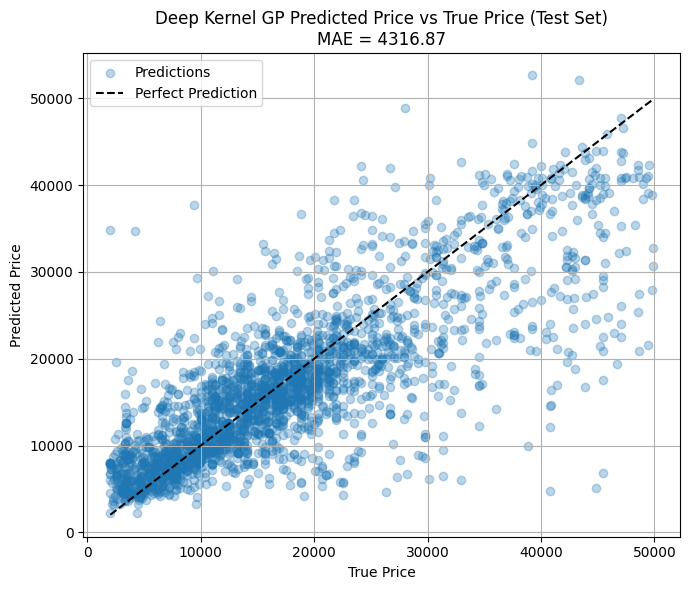 Deep Kernel GP Predicted Price vs True Price (Test Set)
MAE = 4316.87
Predictions
Perfect Prediction
50000
40000
30000
20000
10000
0
Predicted Price
0 10000 20000 30000 40000 50000
True Price